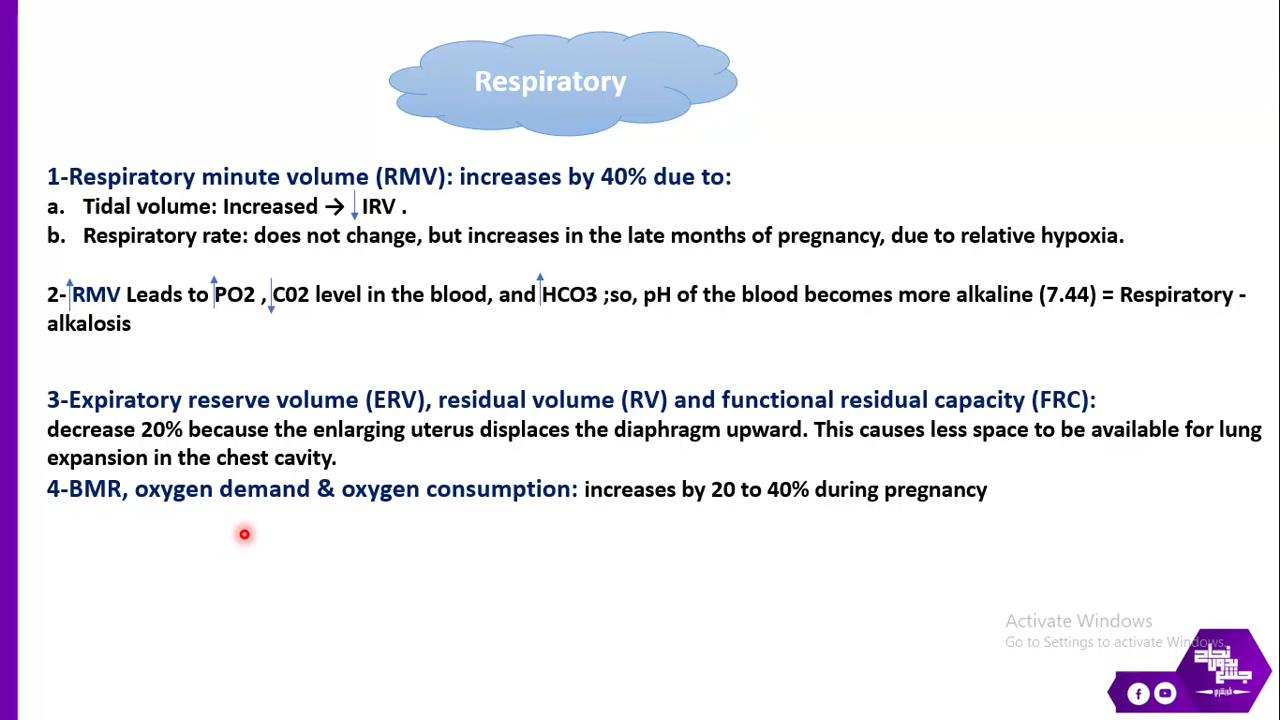 Respiratory
1-Respiratory minute volume (RMV): increases by 40% due to:
a. Tidal volume: Increased → ↓IRV .
b. Respiratory rate: does not change, but increases in the late months of pregnancy, due to relative hypoxia.
2-↑RMV Leads to ↑PO2 , ↓C02 level in the blood, and ↑HCO3 ;so, pH of the blood becomes more alkaline (7.44) = Respiratory -
alkalosis
3-Expiratory reserve volume (ERV), residual volume (RV) and functional residual capacity (FRC):
decrease 20% because the enlarging uterus displaces the diaphragm upward. This causes less space to be available for lung
expansion in the chest cavity.
4-BMR, oxygen demand & oxygen consumption: increases by 20 to 40% during pregnancy
Activate Windows
Go to Settings to activate Windows.
نجاح
بدون